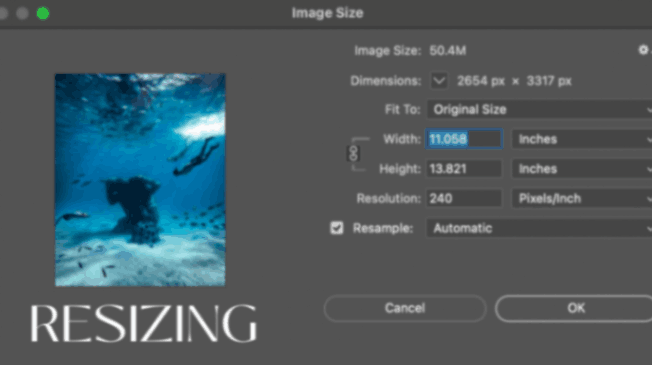 Image Size
Image Size: 50.4M
Dimensions: 2654 px × 3317 px
Fit To: Original Size
Width: 11.058 Inches
Height: 13.821 Inches
Resolution: 240 Pixels/Inch
Resample: Automatic
Cancel OK
RESIZING